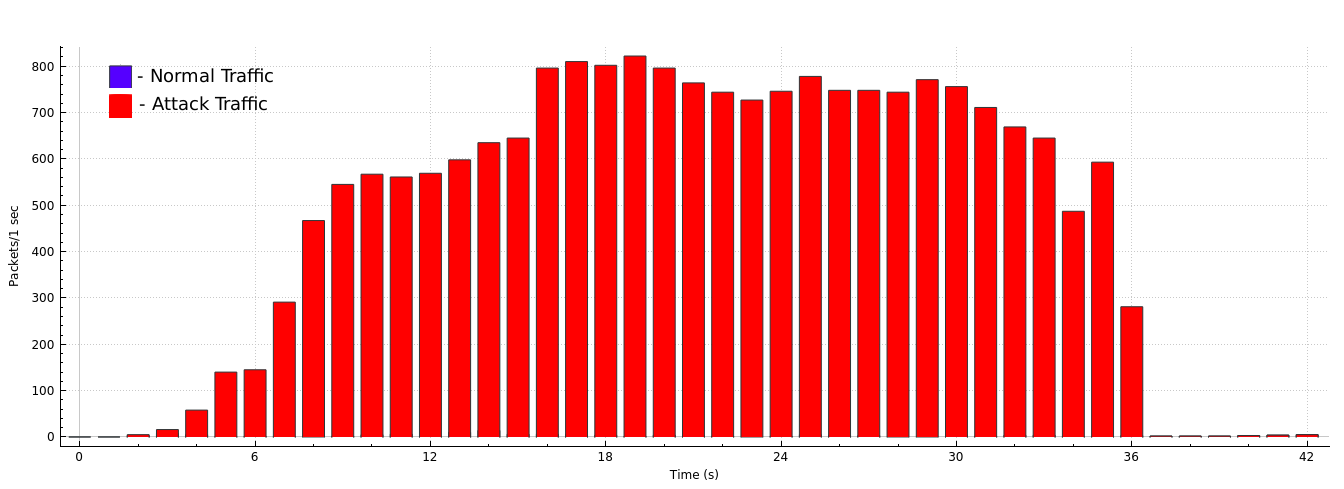 - Normal Traffic
- Attack Traffic
Packets/1 sec
800
700
600
500
400
300
200
100
0
0 6 12 18 24 30 36 42
Time (s)